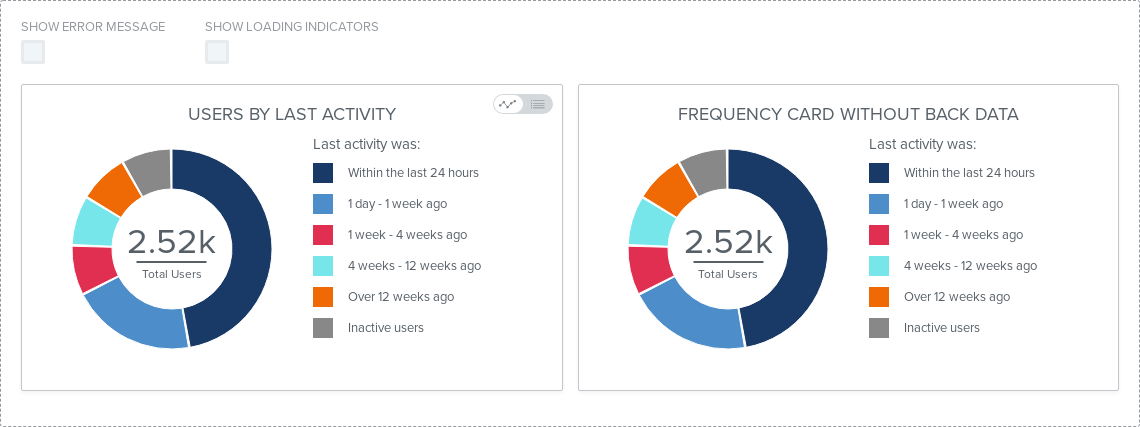 SHOW ERROR MESSAGE
SHOW LOADING INDICATORS
USERS BY LAST ACTIVITY
Last activity was:
Within the last 24 hours
1 day - 1 week ago
1 week - 4 weeks ago
4 weeks - 12 weeks ago
Over 12 weeks ago
Inactive users
2.52k
Total Users
FREQUENCY CARD WITHOUT BACK DATA
Last activity was:
Within the last 24 hours
1 day - 1 week ago
1 week - 4 weeks ago
4 weeks - 12 weeks ago
Over 12 weeks ago
Inactive users
2.52k
Total Users